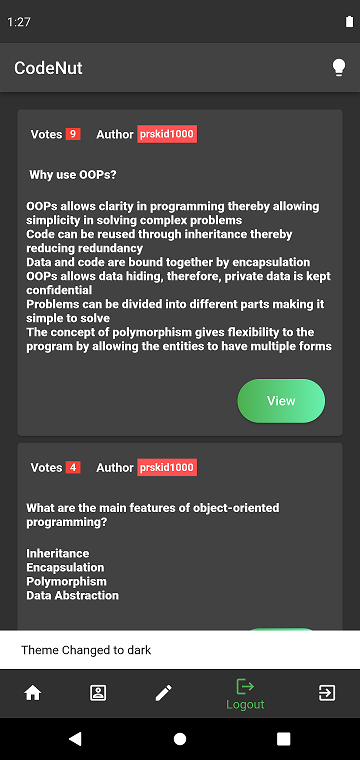 1:27
CodeNut
Votes 9 Author prskid1000
Why use OOPs?
OOPs allows clarity in programming thereby allowing
simplicity in solving complex problems
Code can be reused through inheritance thereby
reducing redundancy
Data and code are bound together by encapsulation
OOPs allows data hiding, therefore, private data is kept
confidential
Problems can be divided into different parts making it
simple to solve
The concept of polymorphism gives flexibility to the
program by allowing the entities to have multiple forms
View
Votes 4 Author prskid1000
What are the main features of object-oriented
programming?
Inheritance
Encapsulation
Polymorphism
Data Abstraction
Theme Changed to dark
Logout